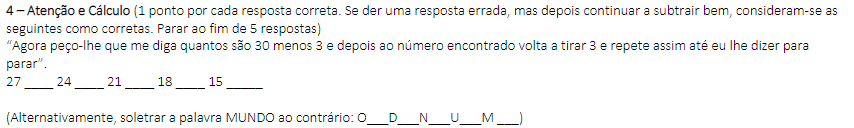 4 – Atenção e Cálculo (1 ponto por cada resposta correta. Se der uma resposta errada, mas depois continuar a subtrair bem, consideram-se as
seguintes como corretas. Parar ao fim de 5 respostas)
“Agora peço-lhe que me diga quantos são 30 menos 3 e depois ao número encontrado volta a tirar 3 e repete assim até eu lhe dizer para
parar”.
27 ____ 24 ____ 21 ____ 18 ____ 15 _____
(Alternativamente, soletrar a palavra MUNDO ao contrário: O___D___N___U___M ___)